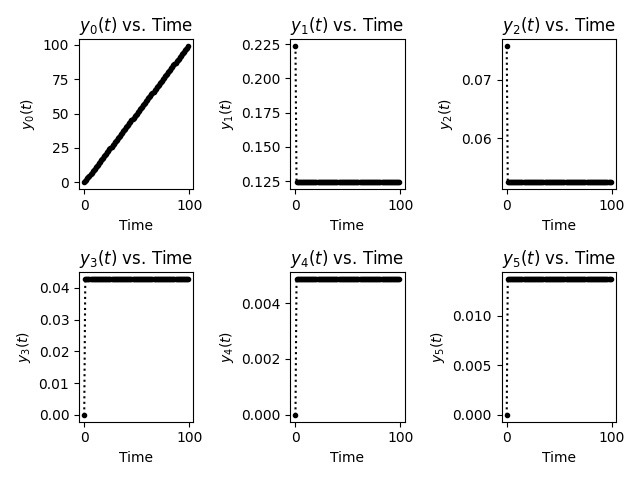 y₀(t) vs. Time
y₀(t)
100
75
50
25
0
0 100
Time
y₁(t) vs. Time
y₁(t)
0.225
0.200
0.175
0.150
0.125
0 100
Time
y₂(t) vs. Time
y₂(t)
0.07
0.06
0 100
Time
y₃(t) vs. Time
y₃(t)
0.04
0.03
0.02
0.01
0.00
0 100
Time
y₄(t) vs. Time
y₄(t)
0.004
0.002
0.000
0 100
Time
y₅(t) vs. Time
y₅(t)
0.010
0.005
0.000
0 100
Time